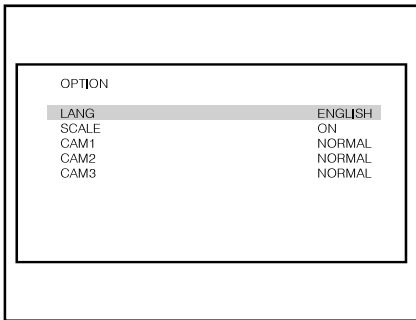 OPTION
LANG ENGLISH
SCALE ON
CAM1 NORMAL
CAM2 NORMAL
CAM3 NORMAL